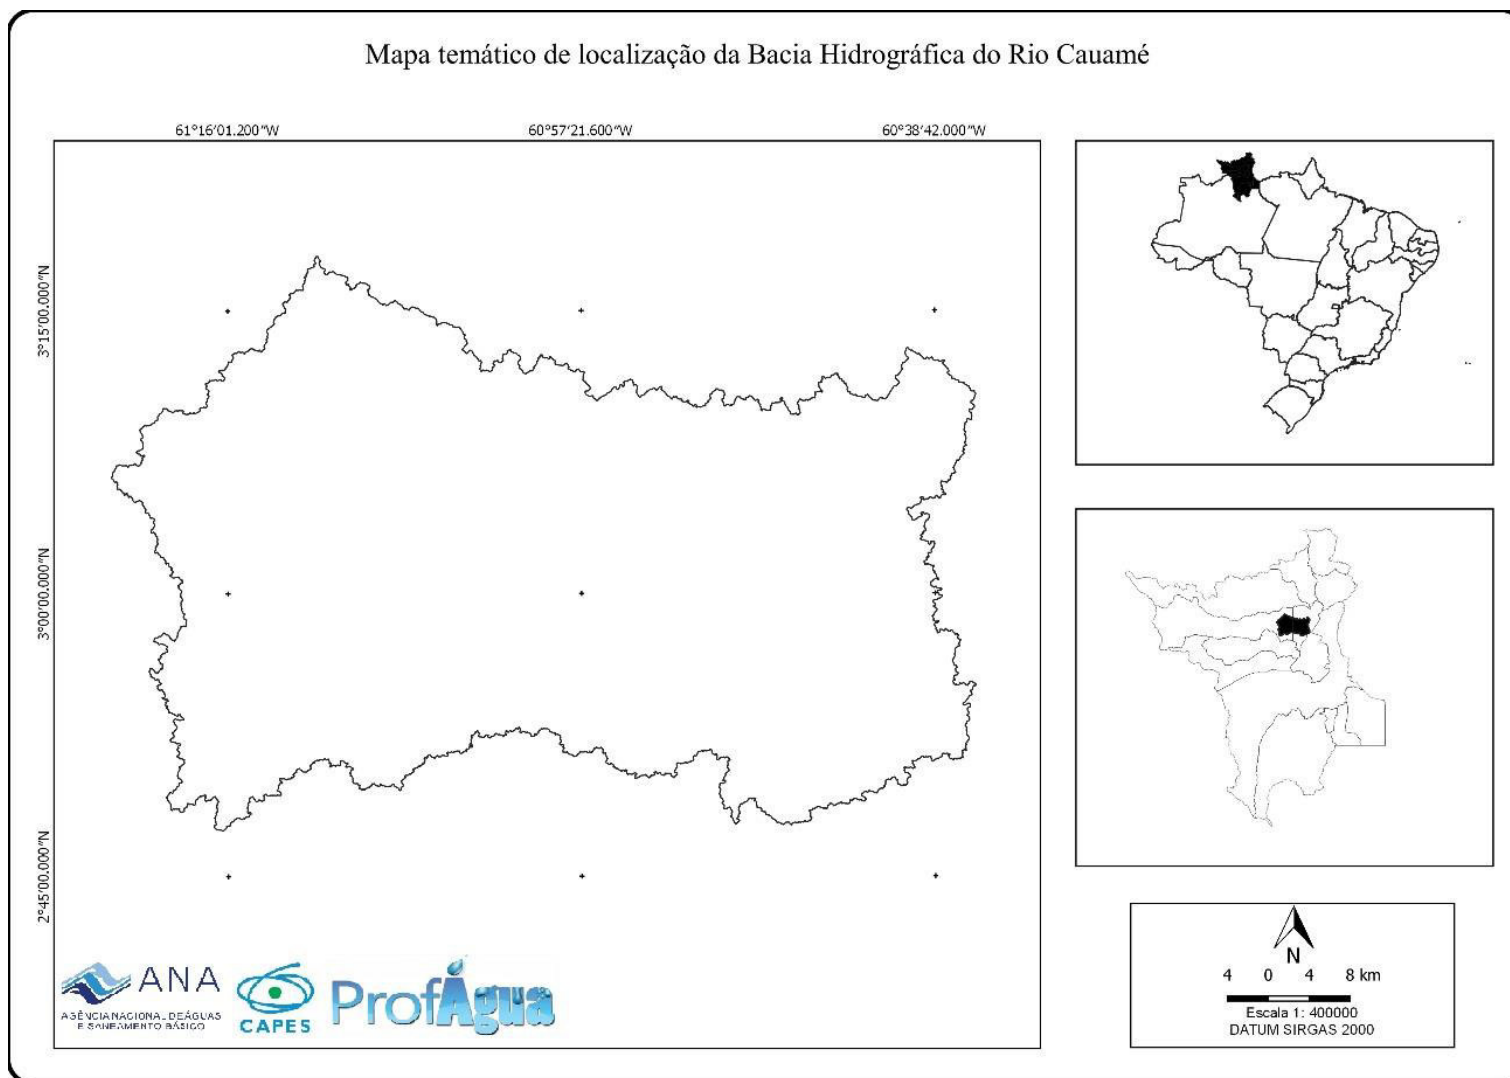 Mapa temático de localização da Bacia Hidrográfica do Rio Cauamé
61°16'01.200"W 60°57'21.600"W 60°38'42.000"W
3°15'00.000"N
3°00'00.000"N
2°45'00.000"N
ANA
AGÊNCIA NACIONAL DE ÁGUAS
E SANEAMENTO BÁSICO
CAPES
ProfÁgua
N
4 0 4 8 km
Escala 1: 400000
DATUM SIRGAS 2000